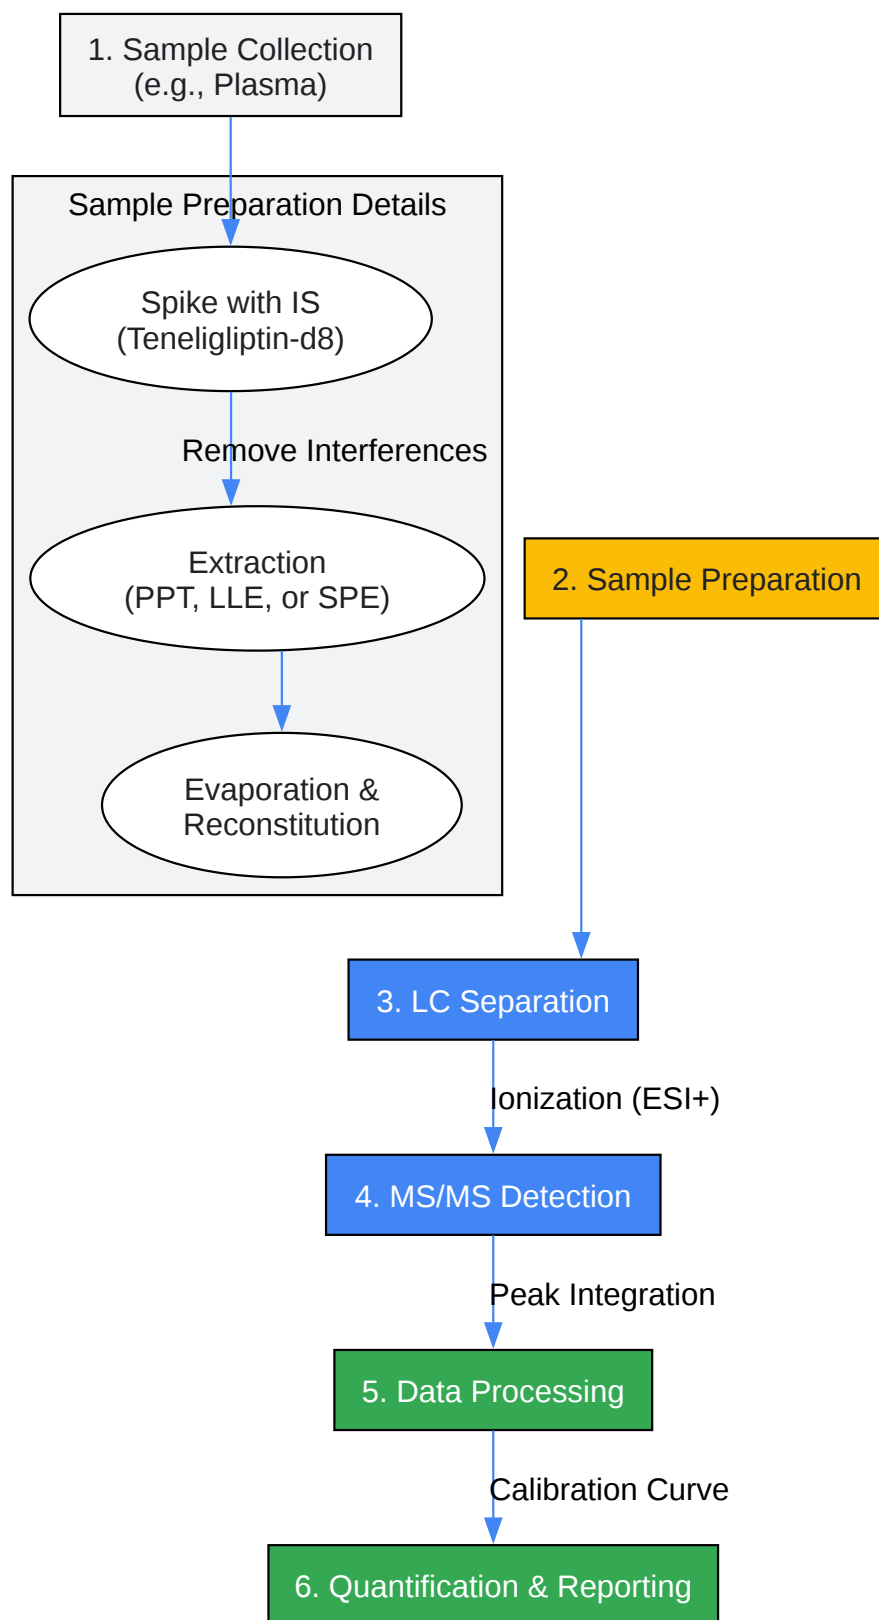 1. Sample Collection
(e.g., Plasma)
Sample Preparation Details
Spike with IS
(Teneligliptin-d8)
Remove Interferences
Extraction
(PPT, LLE, or SPE)
2. Sample Preparation
Evaporation &
Reconstitution
3. LC Separation
Ionization (ESI+)
4. MS/MS Detection
Peak Integration
5. Data Processing
Calibration Curve
6. Quantification & Reporting